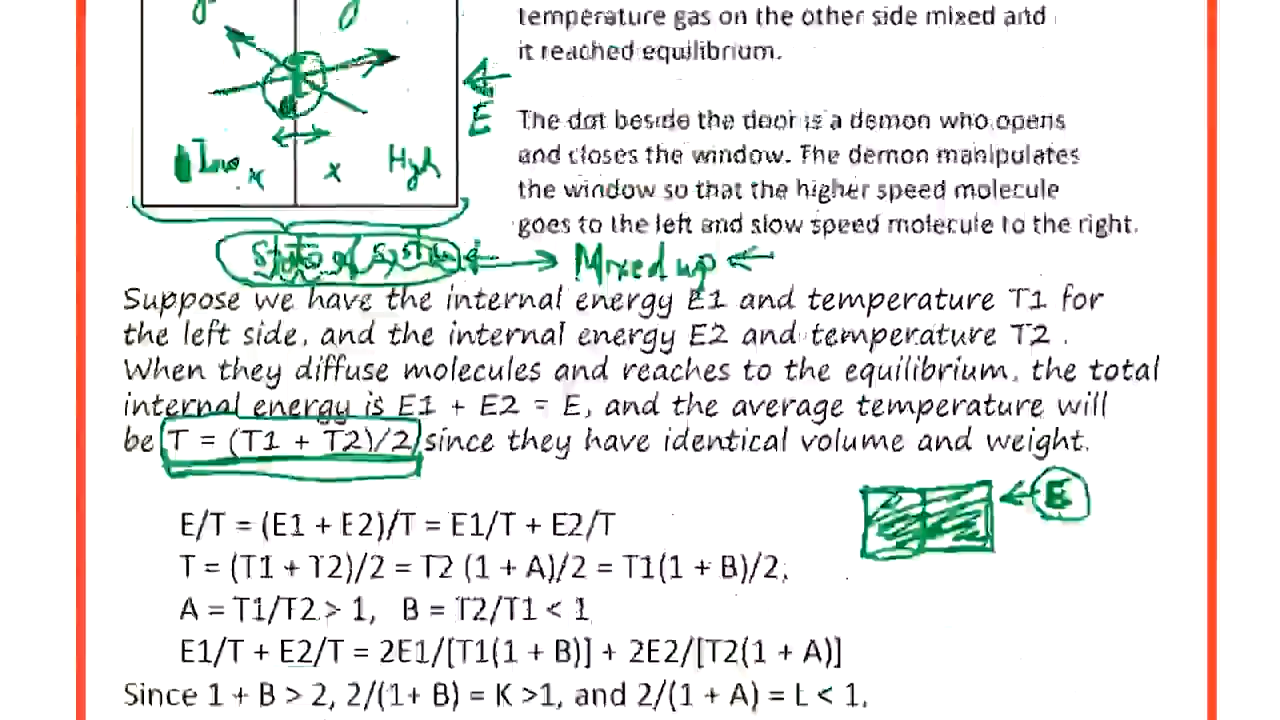 temperature gas on the other side mixed and
it reached equilibrium.
E
The dot beside the door is a demon who opens
and closes the window. The demon manipulates
the window so that the higher speed molecule
goes to the left and slow speed molecule to the right.
x x
State of system Mixed up
Suppose we have the internal energy E1 and temperature T1 for
the left side, and the internal energy E2 and temperature T2 .
When they diffuse molecules and reaches to the equilibrium, the total
internal energy is E1 + E2 = E, and the average temperature will
be T = (T1 + T2)/2 since they have identical volume and weight.
E
E/T = (E1 + E2)/T = E1/T + E2/T
T = (T1 + T2)/2 = T2 (1 + A)/2 = T1(1 + B)/2,
A = T1/T2 > 1, B = T2/T1 < 1
E1/T + E2/T = 2E1/[T1(1 + B)] + 2E2/[T2(1 + A)]
Since 1 + B > 2, 2/(1+ B) = K >1, and 2/(1 + A) = L < 1,